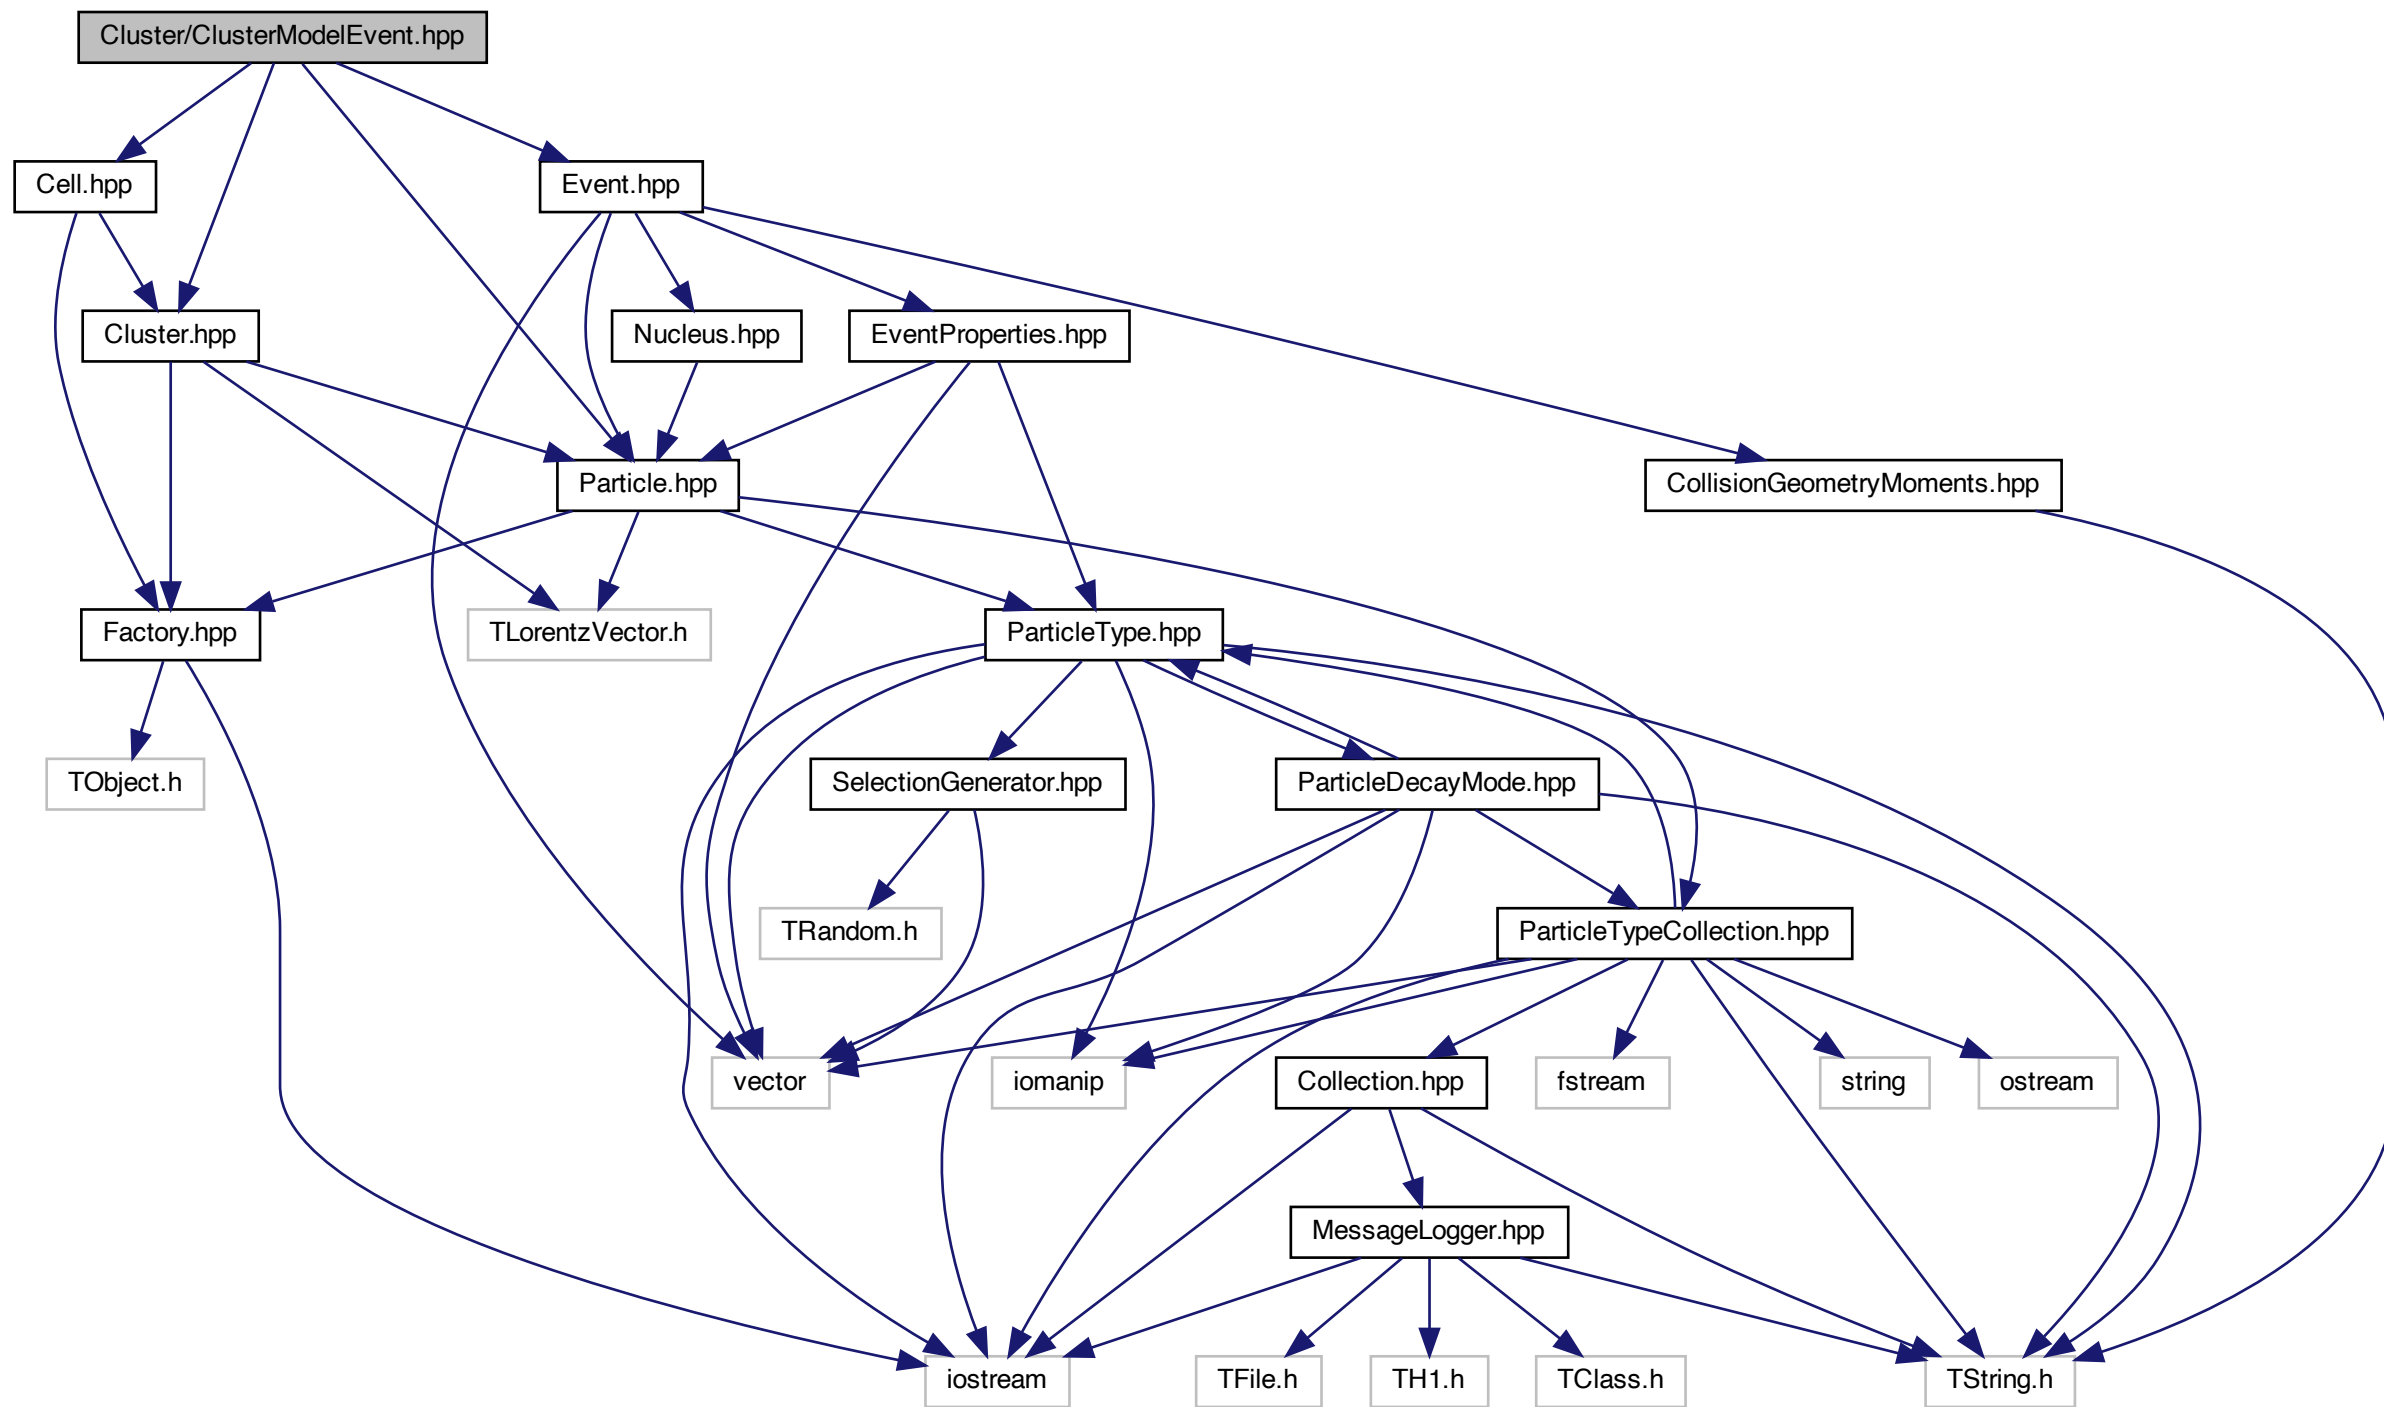 Cluster/ClusterModelEvent.hpp
Cell.hpp
Event.hpp
Cluster.hpp
Nucleus.hpp
EventProperties.hpp
Particle.hpp
CollisionGeometryMoments.hpp
Factory.hpp
TLorentzVector.h
ParticleType.hpp
TObject.h
SelectionGenerator.hpp
ParticleDecayMode.hpp
TRandom.h
ParticleTypeCollection.hpp
vector
iomanip
Collection.hpp
fstream
string
ostream
MessageLogger.hpp
iostream
TFile.h
TH1.h
TClass.h
TString.h